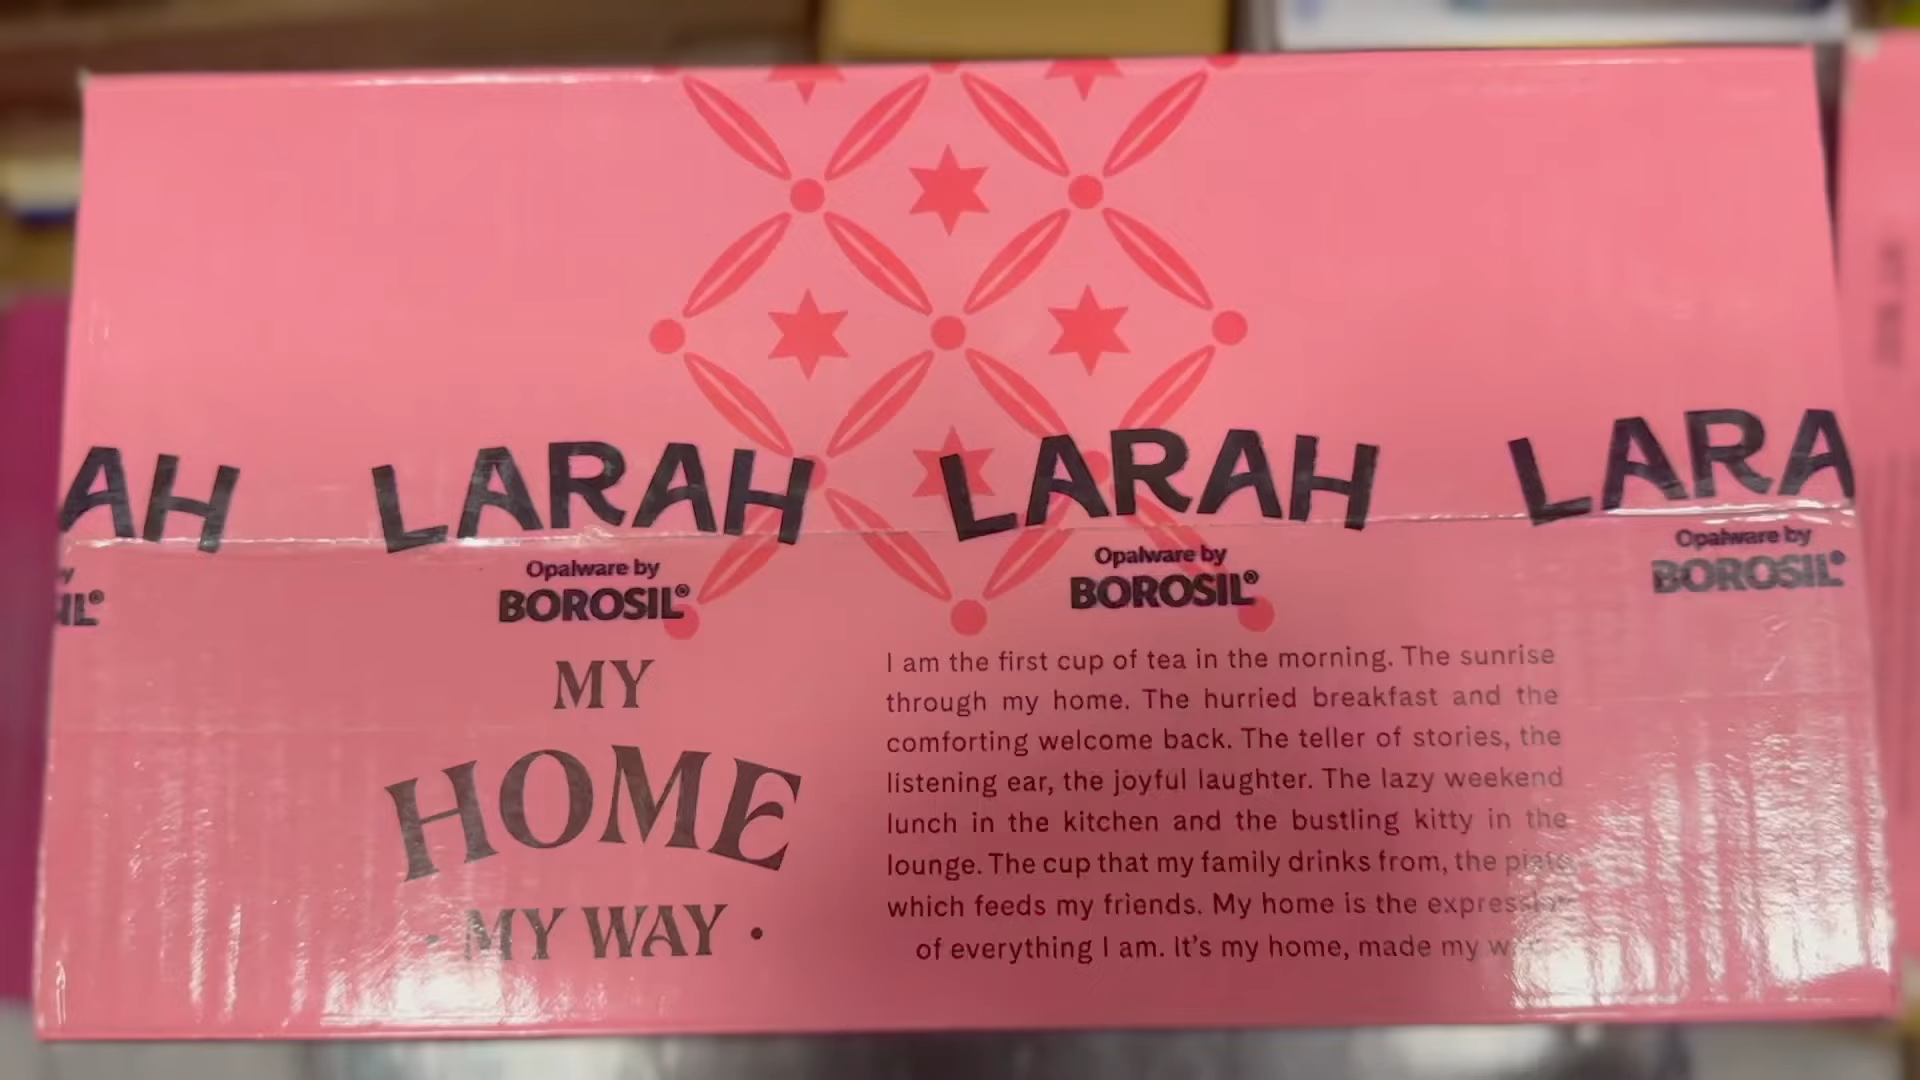 AH LARAH LARAH LARA
Opalware by Opalware by Opalware by
IL® BOROSIL® BOROSIL® BOROSIL®
MY
HOME
· MY WAY ·
I am the first cup of tea in the morning. The sunrise
through my home. The hurried breakfast and the
comforting welcome back. The teller of stories, the
listening ear, the joyful laughter. The lazy weekend
lunch in the kitchen and the bustling kitty in the
lounge. The cup that my family drinks from, the plate
which feeds my friends. My home is the expression
of everything I am. It's my home, made my